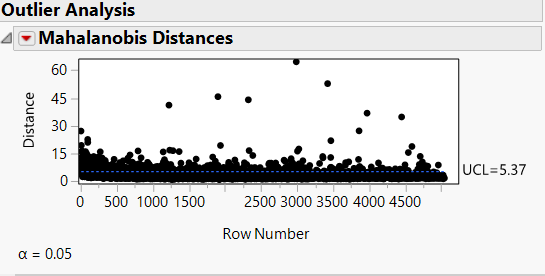 Outlier Analysis
Mahalanobis Distances
60
45
30
15
0
Distance
UCL=5.37
0 500 1000 1500 2500 3000 3500 4000 4500
Row Number
α = 0.05